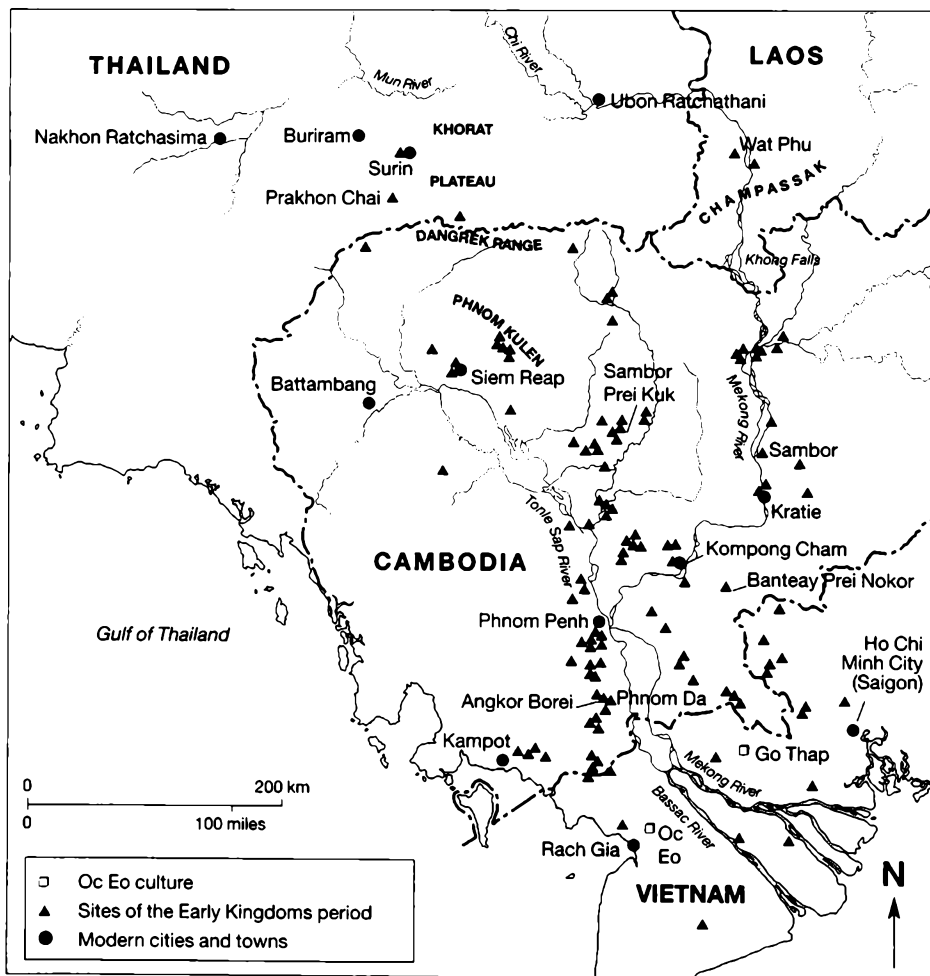 THAILAND
LAOS
Chi River
Mun River
Ubon Ratchathani
Nakhon Ratchasima
Buriram
KHORAT
Surin
PLATEAU
Wat Phu
Prakhon Chai
CHAMPASSAK
DANGREK RANGE
Khong Falls
PHNOM KULEN
Siem Reap
Battambang
Sambor
Prei Kuk
Mekong River
Sambor
Kratie
Tonle Sap River
CAMBODIA
Kompong Cham
Banteay Prei Nokor
Gulf of Thailand
Phnom Penh
Ho Chi
Minh City
(Saigon)
Angkor Borei
Phnom Da
Kampot
Go Thap
Mekong River
Bassac River
0 200 km
0 100 miles
Oc
Eo
Rach Gia
VIETNAM
N
Oc Eo culture
Sites of the Early Kingdoms period
Modern cities and towns